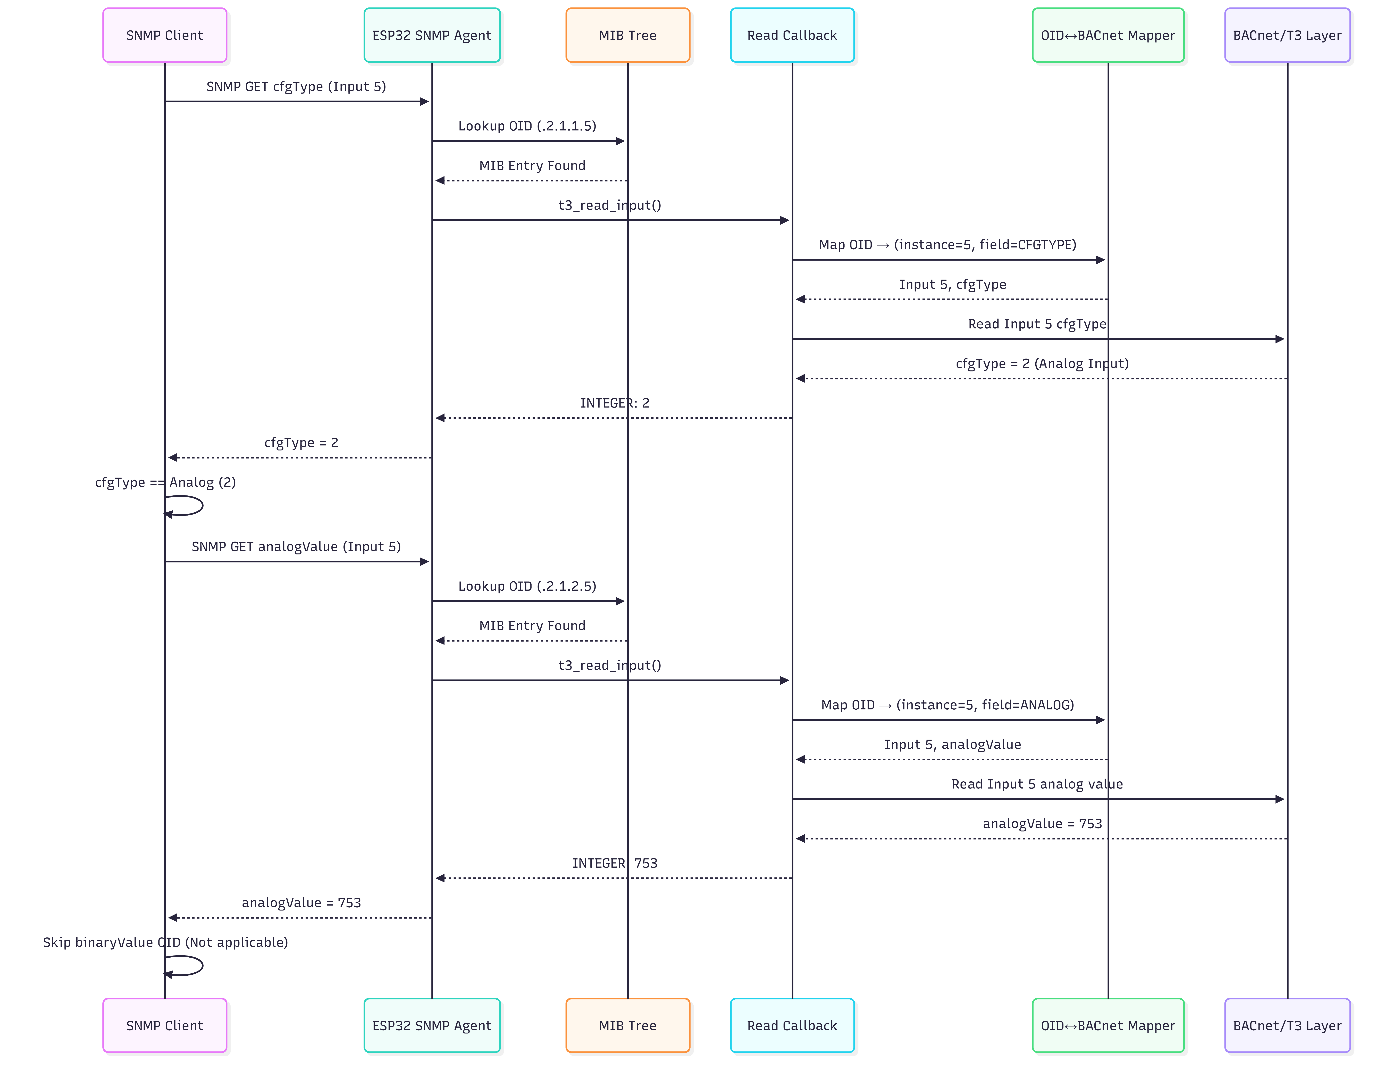 SNMP Client
ESP32 SNMP Agent
MIB Tree
Read Callback
OID↔BACnet Mapper
BACnet/T3 Layer
SNMP GET cfgType (Input 5)
Lookup OID (.2.1.1.5)
MIB Entry Found
t3_read_input()
Map OID → (instance=5, field=CFGTYPE)
Input 5, cfgType
Read Input 5 cfgType
cfgType = 2 (Analog Input)
INTEGER: 2
cfgType = 2
cfgType == Analog (2)
SNMP GET analogValue (Input 5)
Lookup OID (.2.1.2.5)
MIB Entry Found
t3_read_input()
Map OID → (instance=5, field=ANALOG)
Input 5, analogValue
Read Input 5 analog value
analogValue = 753
INTEGER: 753
analogValue = 753
Skip binaryValue OID (Not applicable)
SNMP Client
ESP32 SNMP Agent
MIB Tree
Read Callback
OID↔BACnet Mapper
BACnet/T3 Layer